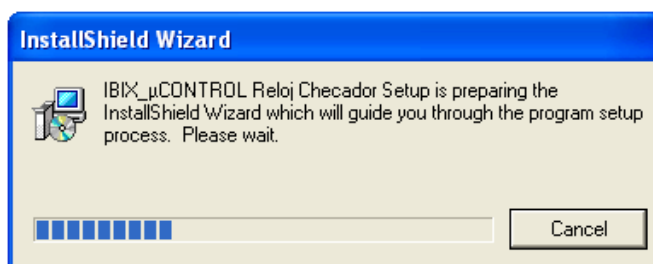 InstallShield Wizard
IBIX_µCONTROL Reloj Checador Setup is preparing the
InstallShield Wizard which will guide you through the program setup
process. Please wait.
Cancel